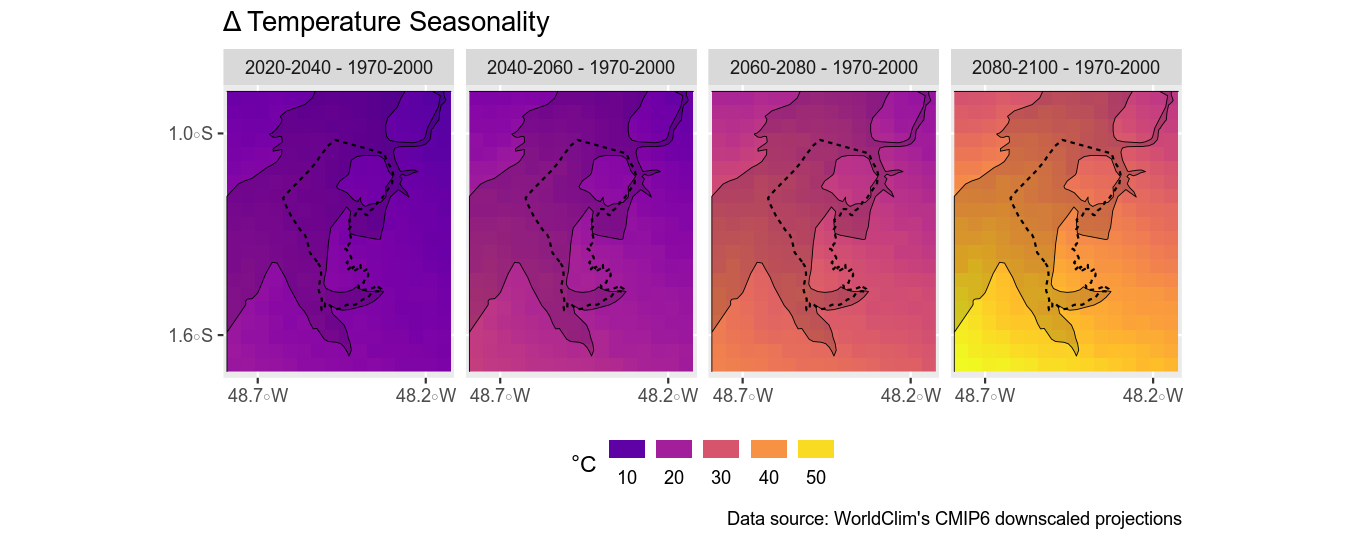 Δ Temperature Seasonality
2020-2040 - 1970-2000 2040-2060 - 1970-2000 2060-2080 - 1970-2000 2080-2100 - 1970-2000
1.0◦S
1.6◦S
48.7◦W 48.2◦W 48.7◦W 48.2◦W 48.7◦W 48.2◦W 48.7◦W 48.2◦W
°C
10 20 30 40 50
Data source: WorldClim's CMIP6 downscaled projections